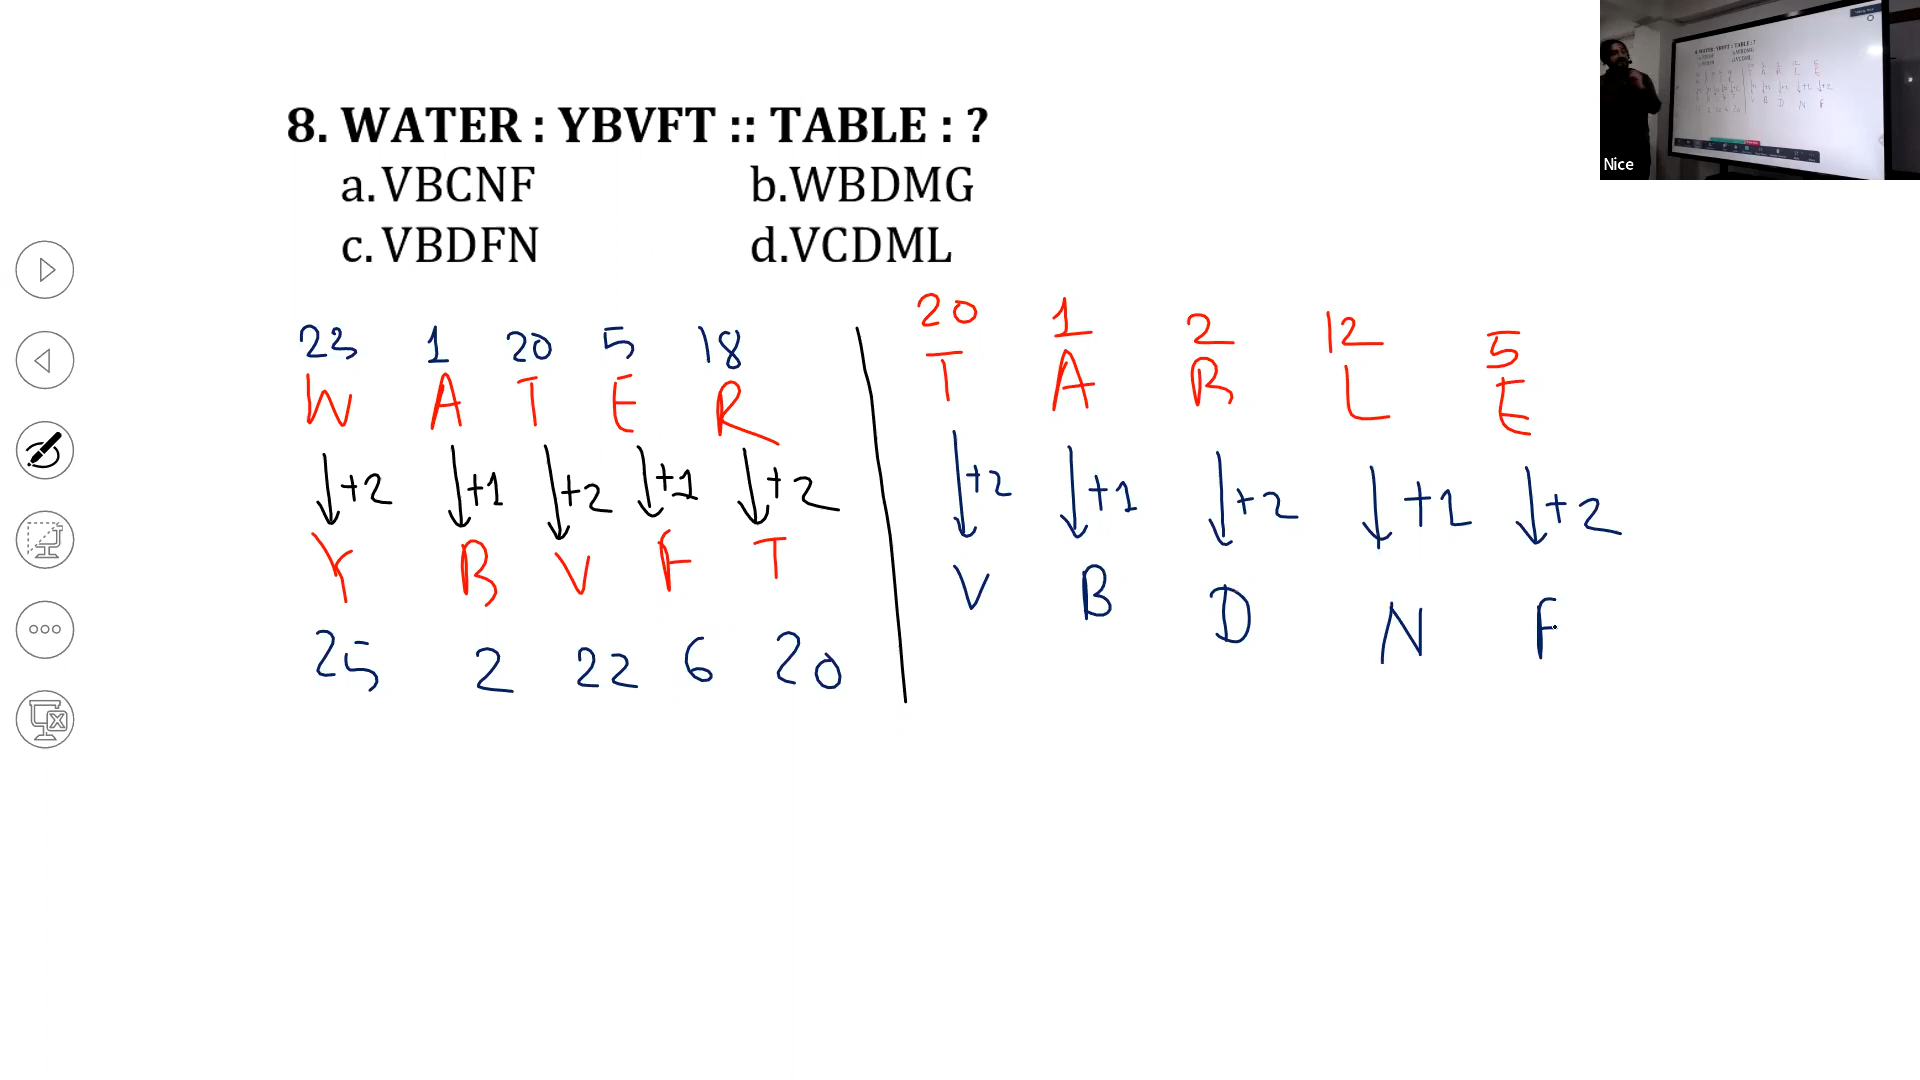 8. WATER : YBVFT :: TABLE : ?
a. VBCNF b.WBDMG
c. VBDFN d.VCDML
23 1 20 5 18
W A T E R
+2 +1 +2 +1 +2
Y B V F T
25 2 22 6 20
20 1 2 12 5
T A B L E
+2 +1 +2 +1 +2
V B D N F
Nice